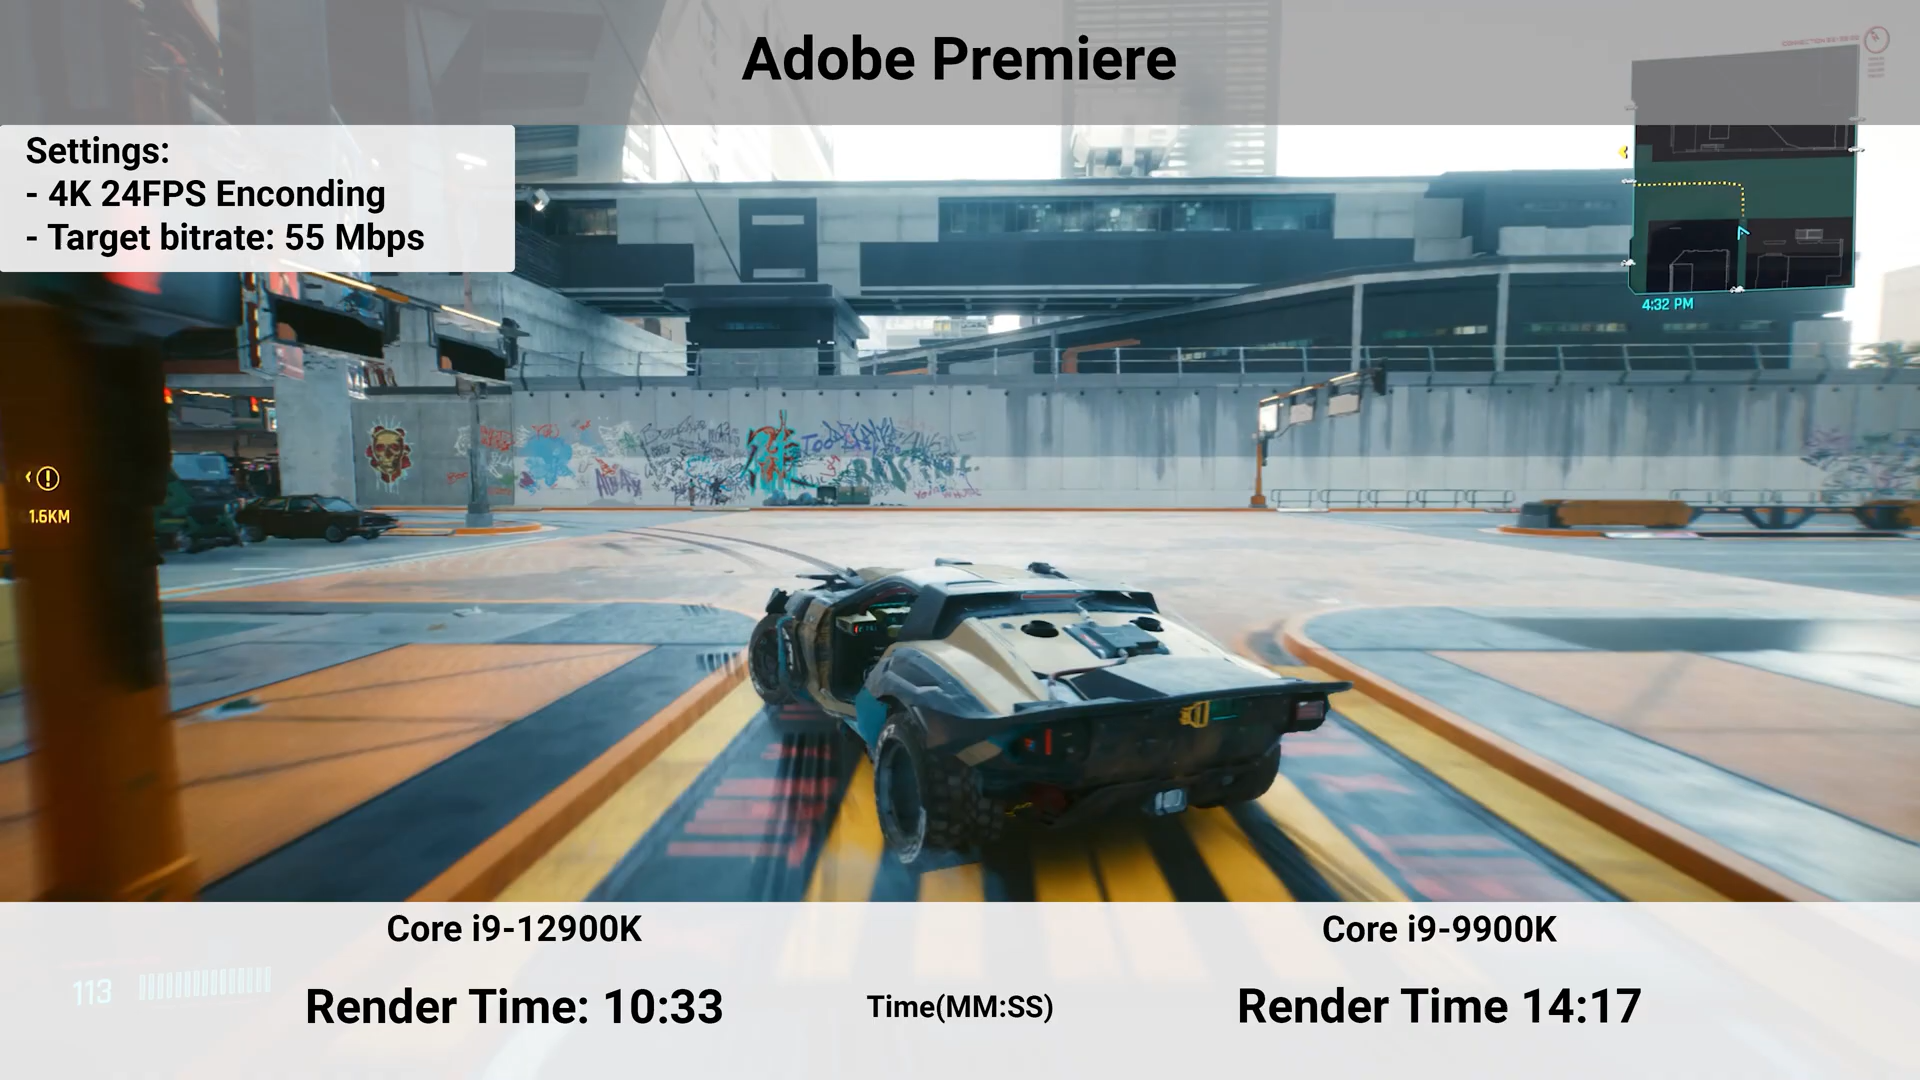 Adobe Premiere
Settings:
- 4K 24FPS Enconding
- Target bitrate: 55 Mbps
4:32 PM
1.6KM
Core i9-12900K
Core i9-9900K
113
Render Time: 10:33
Time(MM:SS)
Render Time 14:17